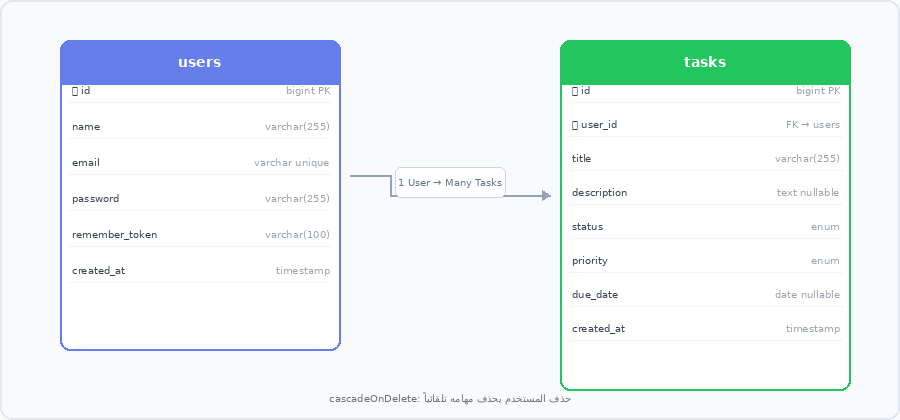 users
id bigint PK
name varchar(255)
email varchar unique
password varchar(255)
remember_token varchar(100)
created_at timestamp
1 User → Many Tasks
tasks
id bigint PK
user_id FK → users
title varchar(255)
description text nullable
status enum
priority enum
due_date date nullable
created_at timestamp
cascadeOnDelete: حذف المستخدم يحذف مهامه تلقائياً